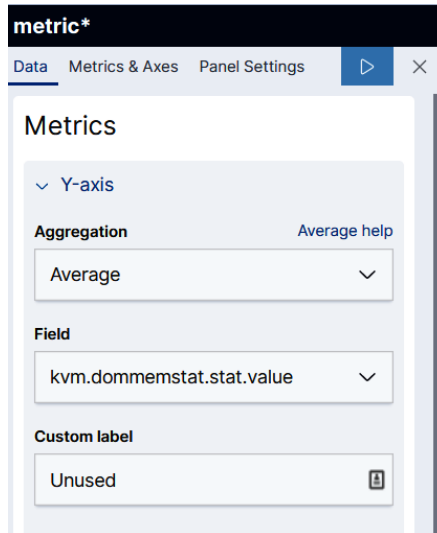 metric*
Data Metrics & Axes Panel Settings
Metrics
Y-axis
Aggregation Average help
Average
Field
kvm.dommemstat.stat.value
Custom label
Unused